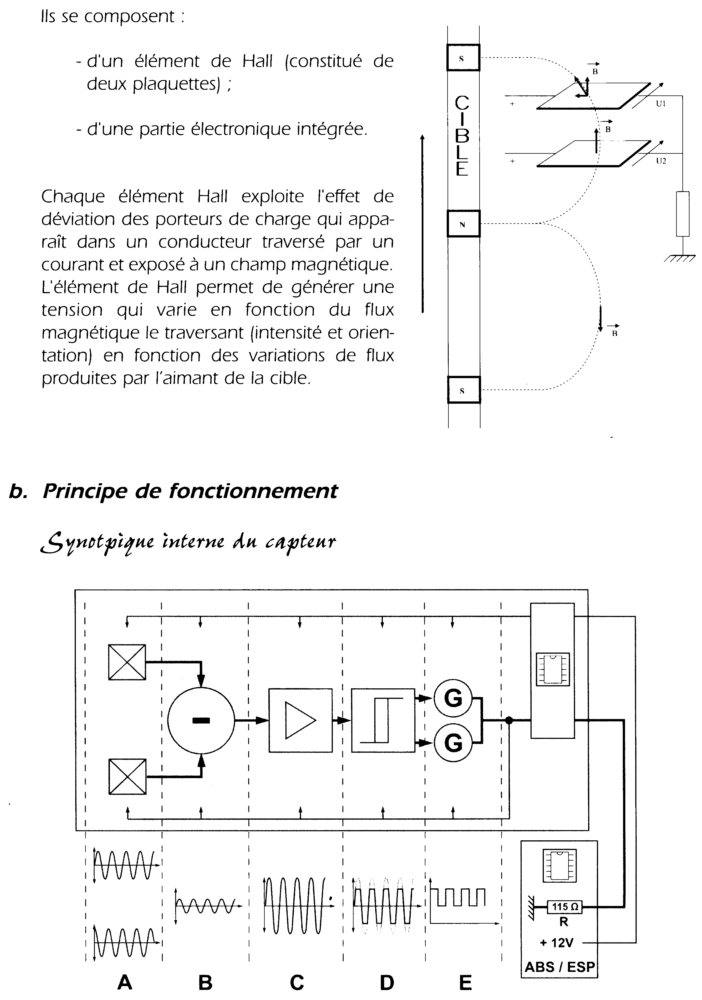 Ils se composent :
- d'un élément de Hall (constitué de
deux plaquettes) ;
- d'une partie électronique intégrée.
Chaque élément Hall exploite l'effet de
déviation des porteurs de charge qui appa-
raît dans un conducteur traversé par un
courant et exposé à un champ magnétique.
L'élément de Hall permet de générer une
tension qui varie en fonction du flux
magnétique le traversant (intensité et orien-
tation) en fonction des variations de flux
produites par l'aimant de la cible.
S
B
+
U1
CIBLE
B
+
U2
N
B
S
b. Principe de fonctionnement
Synotpique interne du capteur
-
G
G
115 Ω
R
+ 12V
ABS / ESP
A B C D E